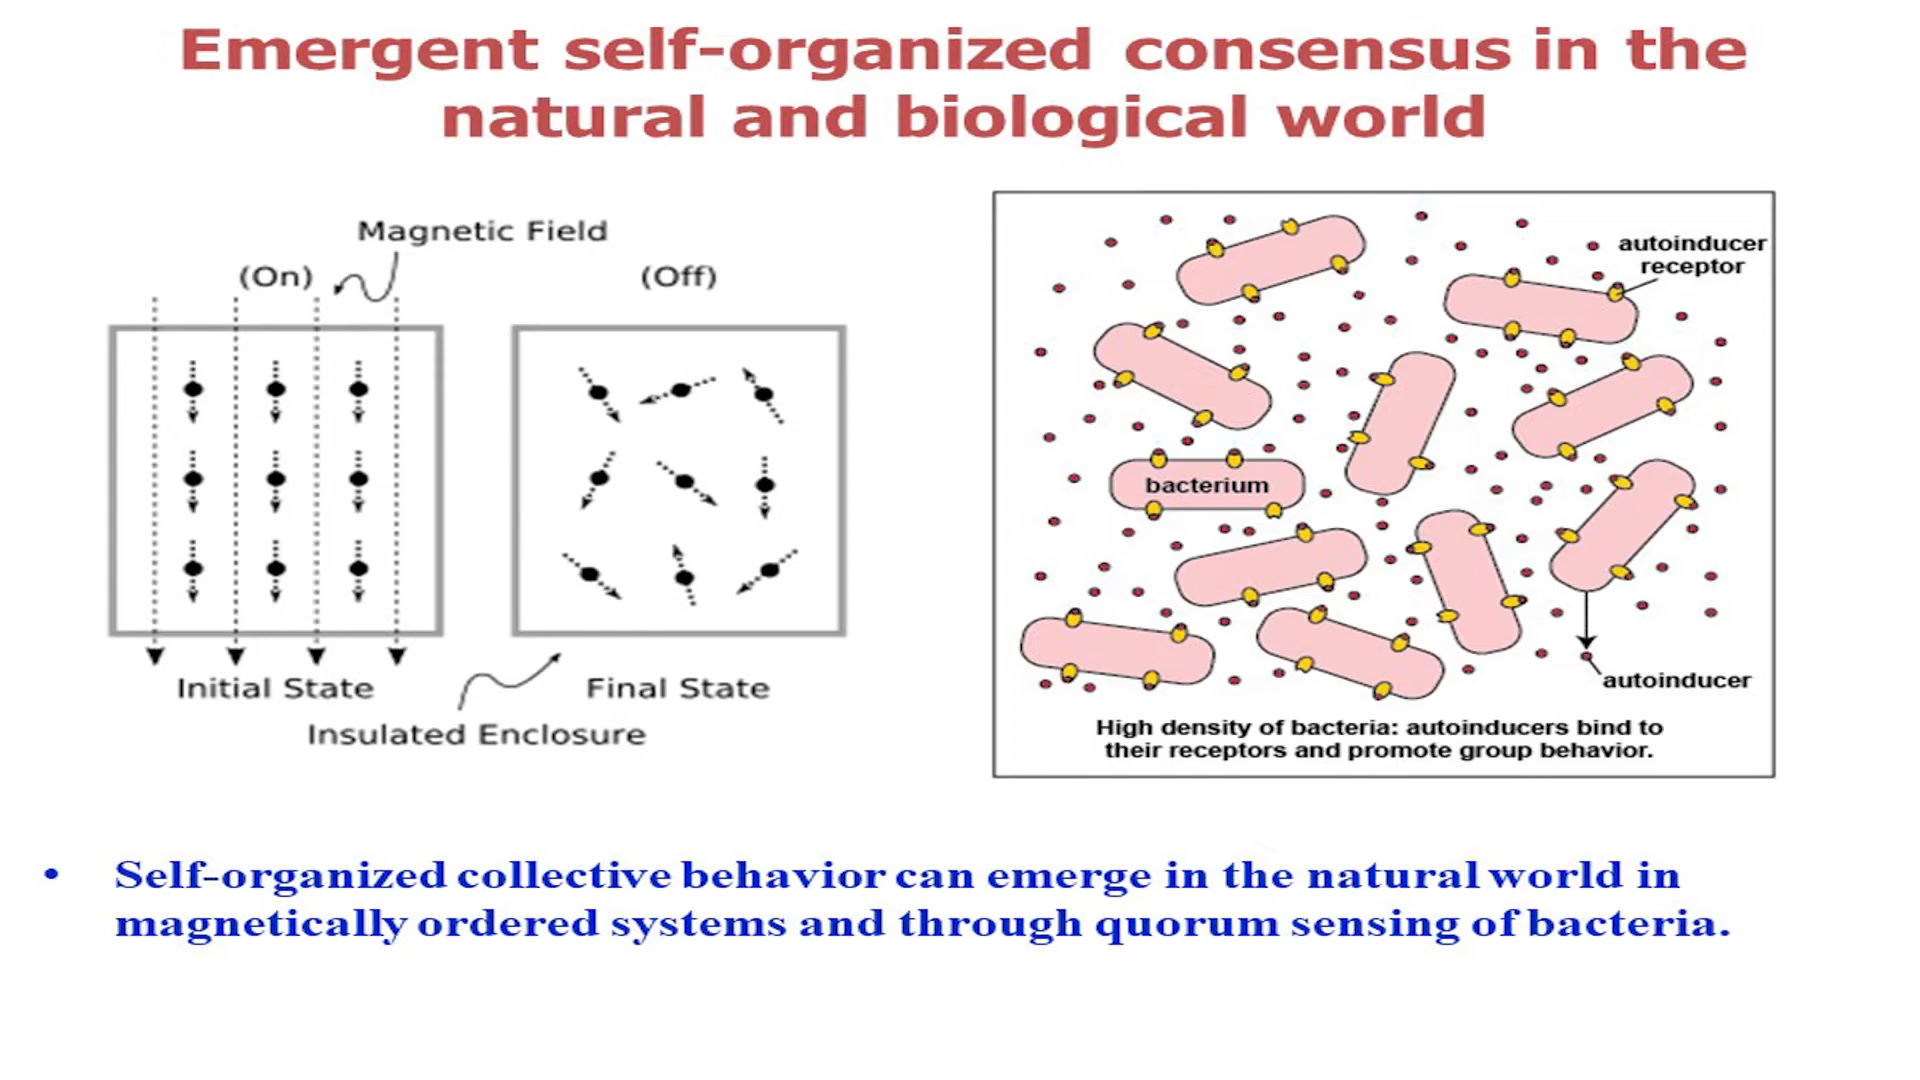 Emergent self-organized consensus in the
natural and biological world
Magnetic Field
(On)
(Off)
Initial State
Final State
Insulated Enclosure
autoinducer
receptor
bacterium
autoinducer
High density of bacteria: autoinducers bind to
their receptors and promote group behavior.
• Self-organized collective behavior can emerge in the natural world in
magnetically ordered systems and through quorum sensing of bacteria.